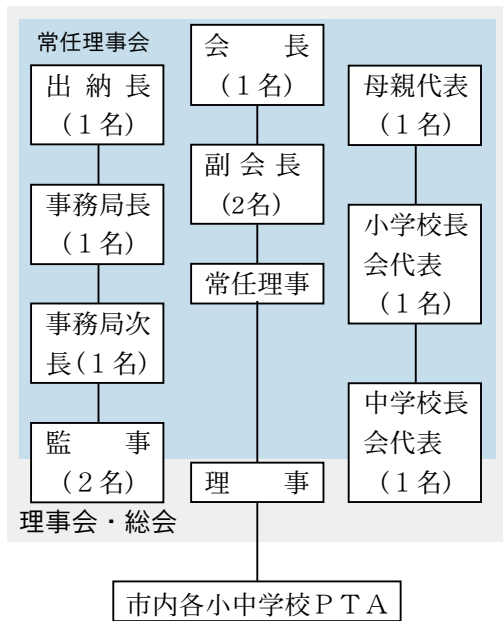 常任理事会
出 納 長
(１名)
事務局長
(１名)
事務局次
長(１名)
監　　事
(２名)
会　　長
(１名)
副 会 長
(2名)
常任理事
理　　事
母親代表
(１名)
小学校長
会代表
(１名)
中学校長
会代表
(１名)
理事会・総会
市内各小中学校ＰＴＡ